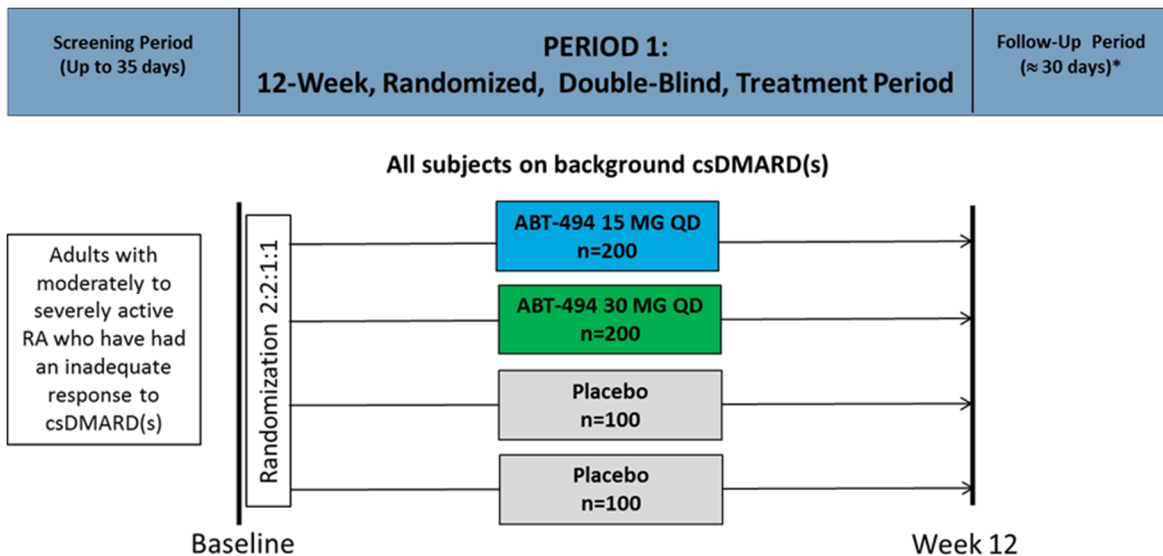 Screening Period
(Up to 35 days)
PERIOD 1:
12-Week, Randomized, Double-Blind, Treatment Period
Follow-Up Period
(≈ 30 days)*
All subjects on background csDMARD(s)
Adults with
moderately to
severely active
RA who have had
an inadequate
response to
csDMARD(s)
Randomization 2:2:1:1
ABT-494 15 MG QD
n=200
ABT-494 30 MG QD
n=200
Placebo
n=100
Placebo
n=100
Baseline
Week 12